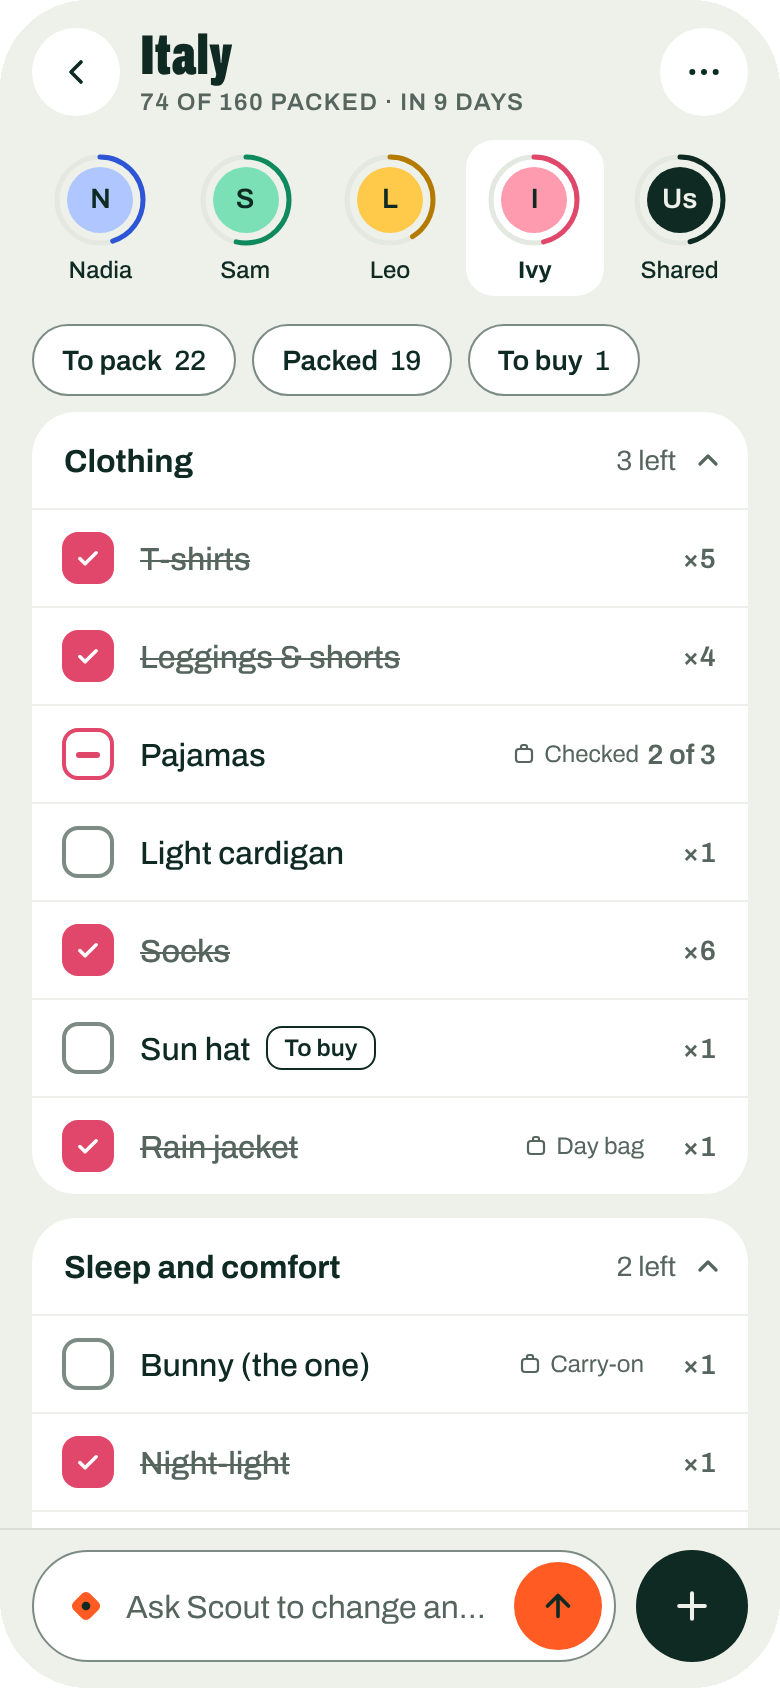 Italy
74 OF 160 PACKED · IN 9 DAYS
N S L I Us
Nadia Sam Leo Ivy Shared
To pack 22 Packed 19 To buy 1
Clothing 3 left
T-shirts ×5
Leggings & shorts ×4
Pajamas Checked 2 of 3
Light cardigan ×1
Socks ×6
Sun hat To buy ×1
Rain jacket Day bag ×1
Sleep and comfort 2 left
Bunny (the one) Carry-on ×1
Night-light ×1
Ask Scout to change an...